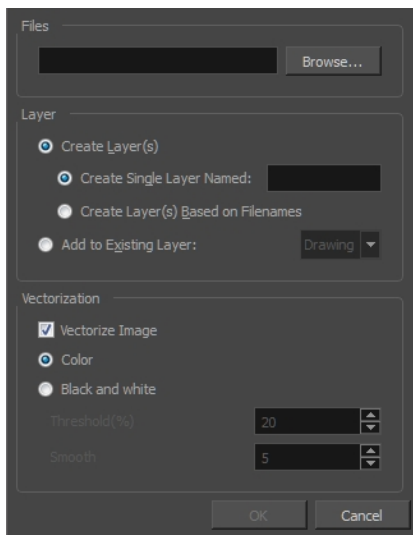 Files
Browse...
Layer
Create Layer(s)
Create Single Layer Named:
Create Layer(s) Based on Filenames
Add to Existing Layer: Drawing
Vectorization
Vectorize Image
Color
Black and white
Threshold(%) 20
Smooth 5
OK Cancel